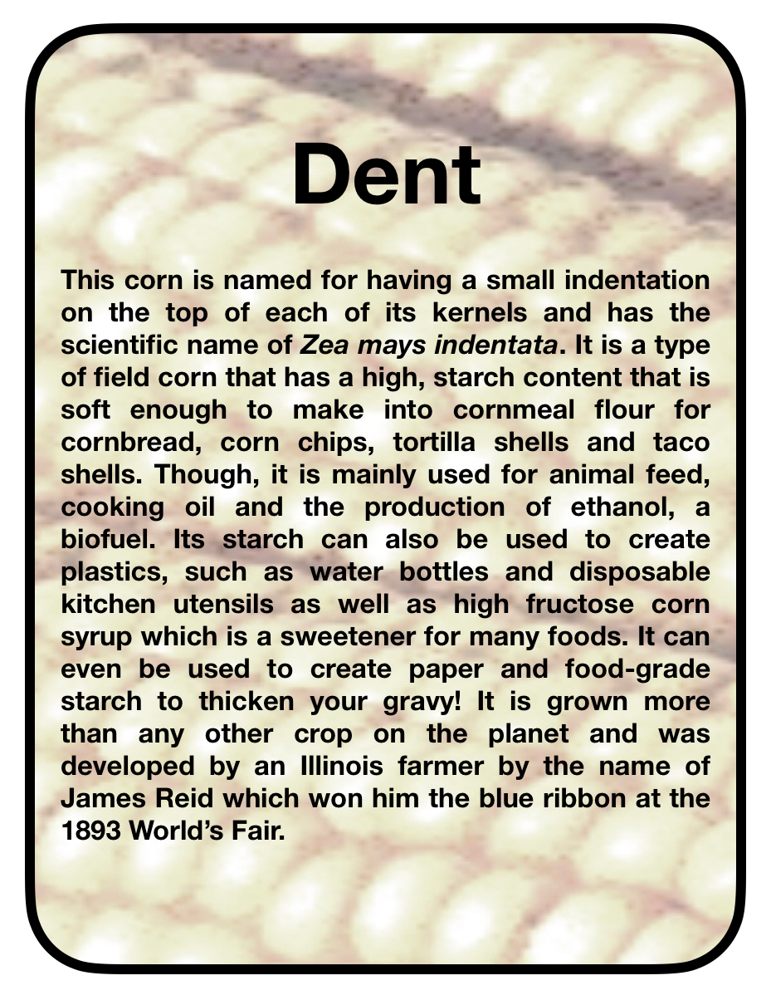 Dent
This corn is named for having a small indentation
on the top of each of its kernels and has the
scientific name of Zea mays indentata. It is a type
of field corn that has a high, starch content that is
soft enough to make into cornmeal flour for
cornbread, corn chips, tortilla shells and taco
shells. Though, it is mainly used for animal feed,
cooking oil and the production of ethanol, a
biofuel. Its starch can also be used to create
plastics, such as water bottles and disposable
kitchen utensils as well as high fructose corn
syrup which is a sweetener for many foods. It can
even be used to create paper and food-grade
starch to thicken your gravy! It is grown more
than any other crop on the planet and was
developed by an Illinois farmer by the name of
James Reid which won him the blue ribbon at the
1893 World’s Fair.